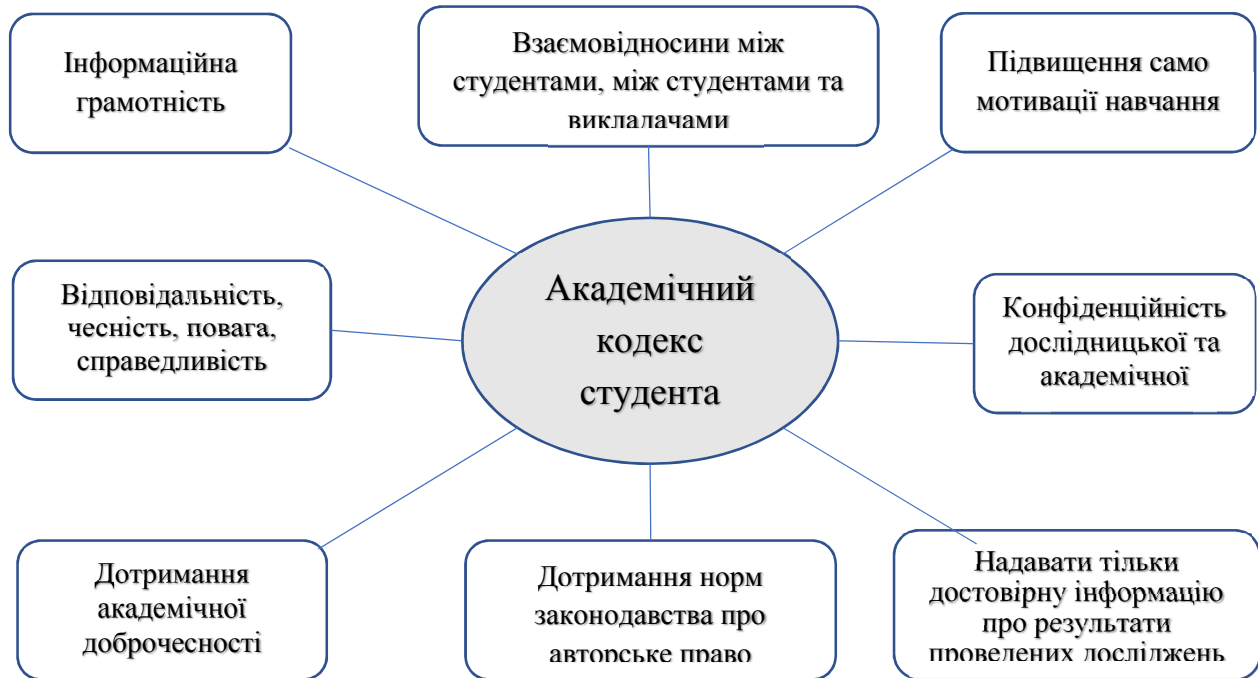 Інформаційна
грамотність
Взаємовідносини між
студентами, між студентами та
викладачами
Підвищення само
мотивації навчання
Відповідальність,
чесність, повага,
справедливість
Академічний
кодекс
студента
Конфіденційність
дослідницької та
академічної
Дотримання
академічної
доброчесності
Дотримання норм
законодавства про
авторське право
Надавати тільки
достовірну інформацію
про результати
проведених досліджень